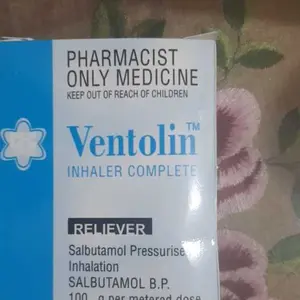 PHARMACIST
ONLY MEDICINE
KEEP OUT OF REACH OF CHILDREN
Ventolin™
INHALER COMPLETE
RELIEVER
Salbutamol Pressurise
Inhalation
SALBUTAMOL B.P.
100 g per metered dose